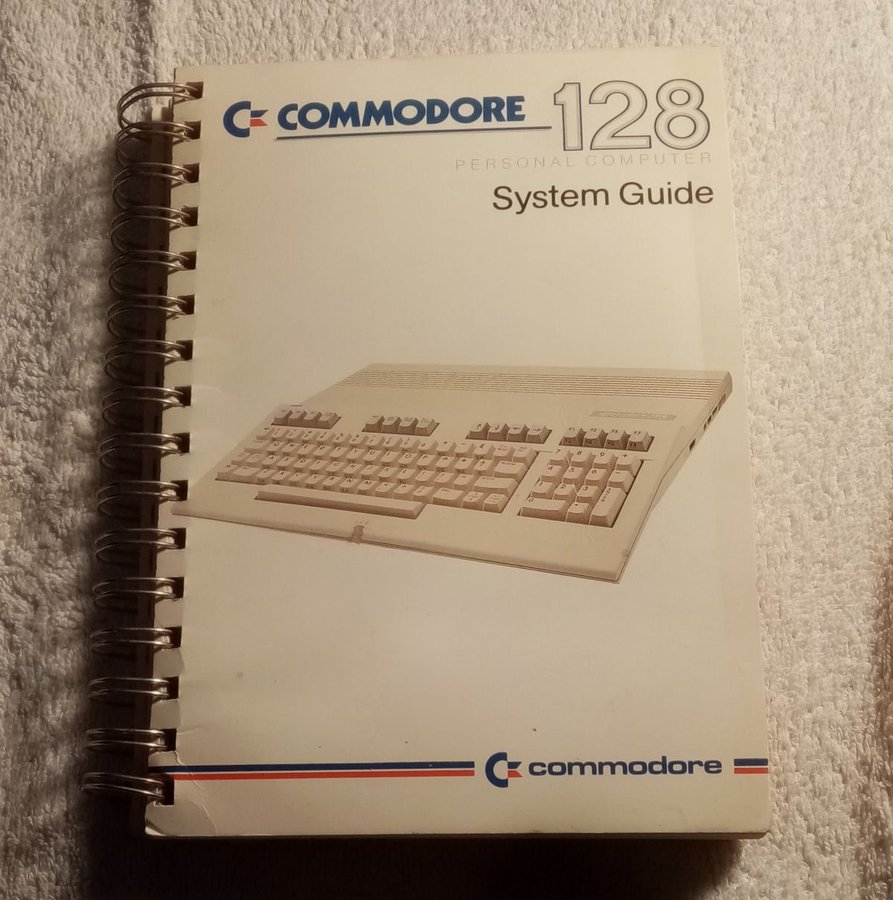 COMMODORE 128
PERSONAL COMPUTER
System Guide
commodore